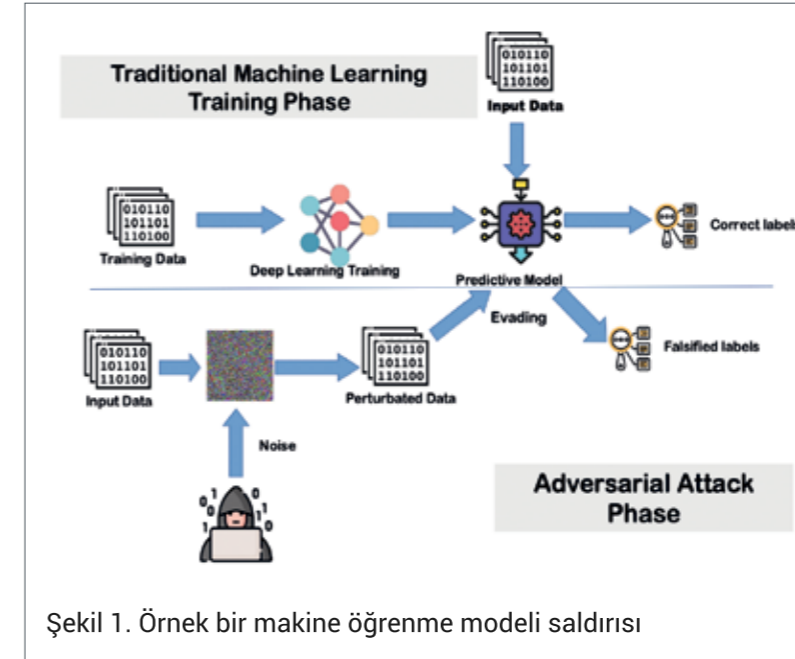 Traditional Machine Learning
Training Phase
010110
101101
110100
Input Data
010110
101101
110100
Training Data
Deep Learning Training
Predictive Model
Correct labels
Evading
010110
101101
110100
Input Data
010110
101101
110100
Perturbated Data
Falsified labels
Noise
Adversarial Attack
Phase
Şekil 1. Örnek bir makine öğrenme modeli saldırısı